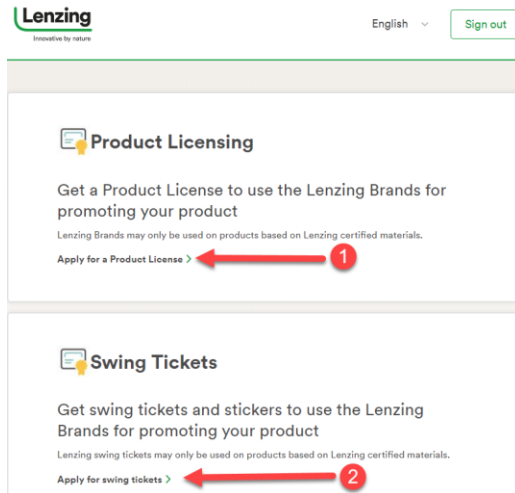 Lenzing
Innovative by nature
English
Sign out
Product Licensing
Get a Product License to use the Lenzing Brands for
promoting your product
Lenzing Brands may only be used on products based on Lenzing certified materials.
Apply for a Product License >
1
Swing Tickets
Get swing tickets and stickers to use the Lenzing
Brands for promoting your product
Lenzing swing tickets may only be used on products based on Lenzing certified materials.
Apply for swing tickets >
2